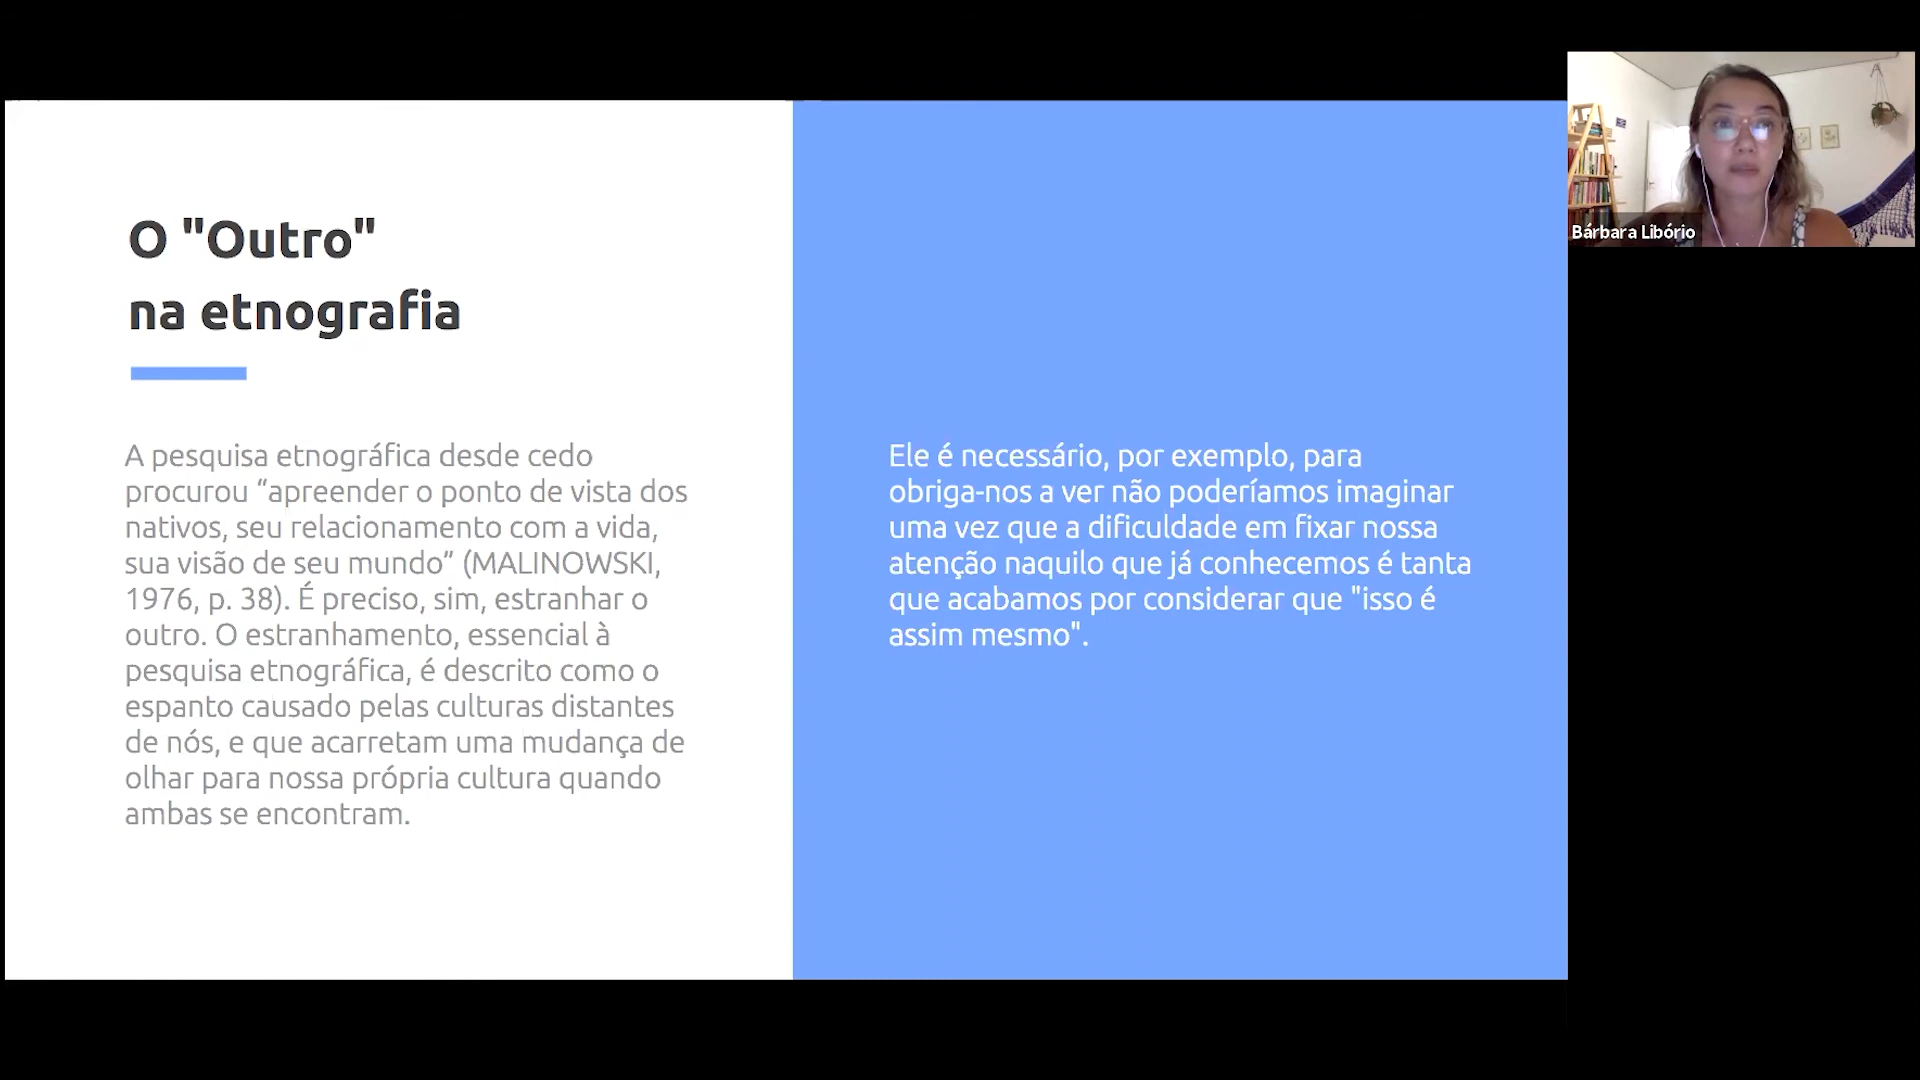 O "Outro"
na etnografia
A pesquisa etnográfica desde cedo
procurou “apreender o ponto de vista dos
nativos, seu relacionamento com a vida,
sua visão de seu mundo” (MALINOWSKI,
1976, p. 38). É preciso, sim, estranhar o
outro. O estranhamento, essencial à
pesquisa etnográfica, é descrito como o
espanto causado pelas culturas distantes
de nós, e que acarretam uma mudança de
olhar para nossa própria cultura quando
ambas se encontram.
Ele é necessário, por exemplo, para
obriga-nos a ver não poderíamos imaginar
uma vez que a dificuldade em fixar nossa
atenção naquilo que já conhecemos é tanta
que acabamos por considerar que "isso é
assim mesmo".
Bárbara Libório